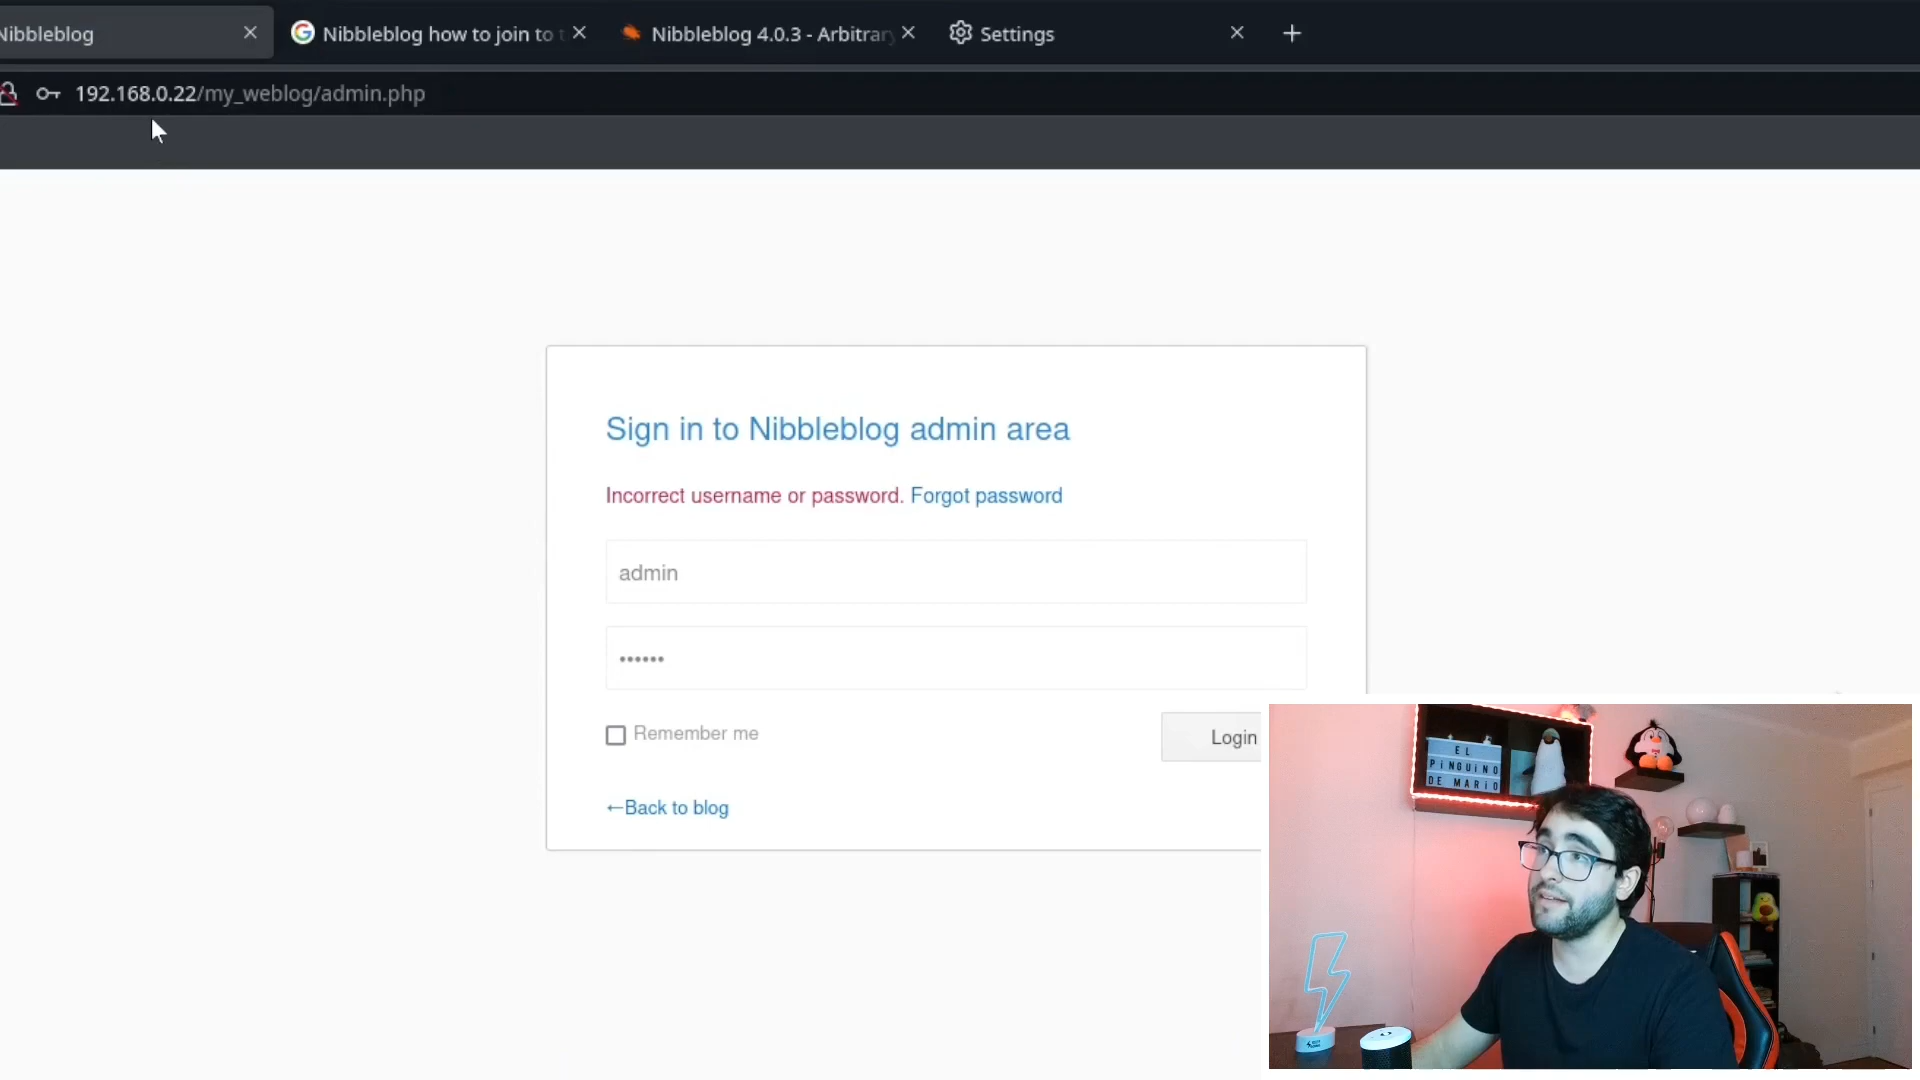 Nibbleblog
Nibbleblog how to join to t
Nibbleblog 4.0.3 - Arbitrary
Settings
192.168.0.22/my_weblog/admin.php
Sign in to Nibbleblog admin area
Incorrect username or password. Forgot password
admin
••••••
Remember me
Login
←Back to blog
EL
PiNGUiNO
DE MARiO